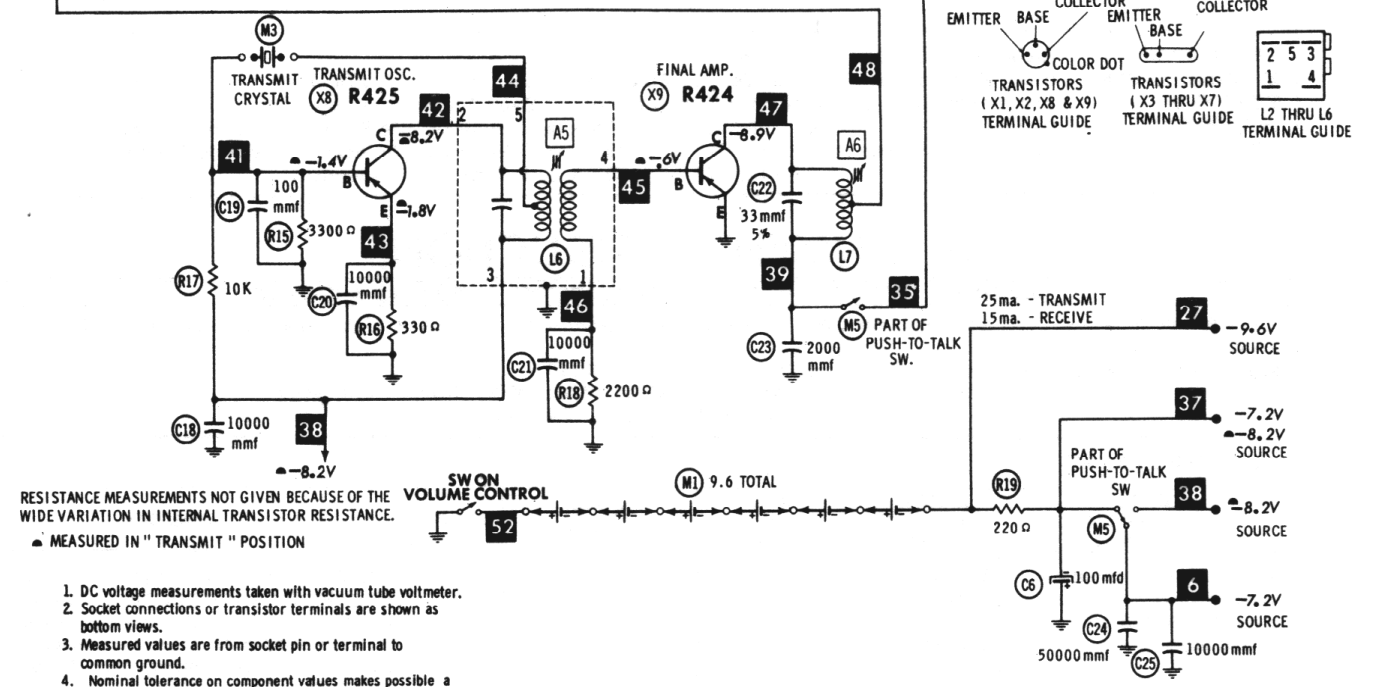 COLLECTOR
COLLECTOR
EMITTER BASE
EMITTER
BASE
COLOR DOT
TRANSISTORS
(X1, X2, X8 & X9)
TERMINAL GUIDE
TRANSISTORS
(X3 THRU X7)
TERMINAL GUIDE
2 5 3
1 4
L2 THRU L6
TERMINAL GUIDE
M3
TRANSMIT
CRYSTAL
TRANSMIT OSC.
X8 R425
44
42
2
5
A5
4
C
-8.2V
41
-1.4V
B
C19
100
mmf
R15
3300 Ω
E
-1.8V
43
R17
10K
C20
10000
mmf
R16
330 Ω
3
L6
1
46
C21
10000
mmf
R18
2200 Ω
C18
10000
mmf
38
-8.2V
FINAL AMP.
X9 R424
47
48
C
-8.9V
-.6V
45
B
E
A6
C22
33 mmf
5%
L7
39
35
M5
PART OF
PUSH-TO-TALK
SW.
C23
2000
mmf
25 ma. - TRANSMIT
15 ma. - RECEIVE
27
-9.6V
SOURCE
37
-7.2V
-8.2V
SOURCE
PART OF
PUSH-TO-TALK
SW
38
-8.2V
SOURCE
M5
R19
220 Ω
C6
100 mfd
6
-7.2V
SOURCE
C24
50000 mmf
C25
10000 mmf
SW ON
VOLUME CONTROL
52
M1 9.6 TOTAL
+ - + - + - + - + - + -
RESISTANCE MEASUREMENTS NOT GIVEN BECAUSE OF THE
WIDE VARIATION IN INTERNAL TRANSISTOR RESISTANCE.
MEASURED IN "TRANSMIT" POSITION
1. DC voltage measurements taken with vacuum tube voltmeter.
2. Socket connections or transistor terminals are shown as
bottom views.
3. Measured values are from socket pin or terminal to
common ground.
4. Nominal tolerance on component values makes possible a